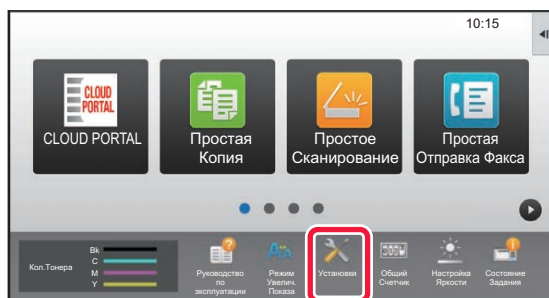 10:15
CLOUD
PORTAL
CLOUD PORTAL
Простая
Копия
Простое
Сканирование
Простая
Отправка Факса
Кол.Тонера
Bk
C
M
Y
Руководство
по
эксплуатации
Режим
Увелич.
Показа
Установки
Общий
Счетчик
Настройка
Яркости
Состояние
Задания